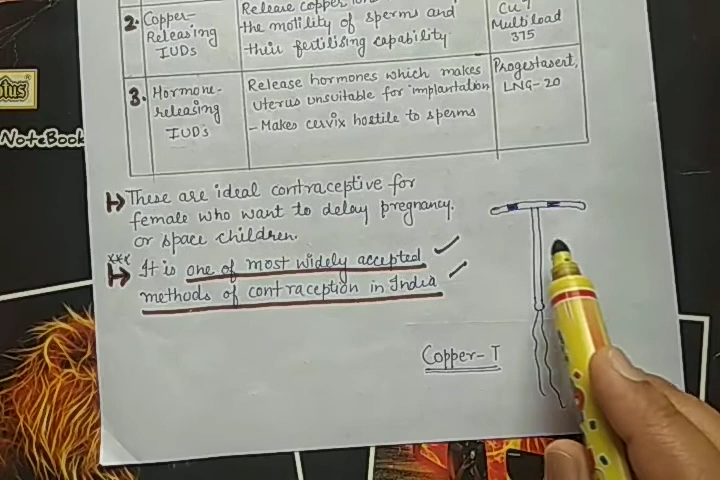 Release copper
2. Copper-
Releasing
IUDs
the motility of sperms and
their fertilising capability
Cu-7
Multiload
375
3. Hormone-
releasing
IUDs
Release hormones which makes
uterus unsuitable for implantation
- Makes cervix hostile to sperms
Progestasert,
LNG-20
These are ideal contraceptive for
female who want to delay pregnancy.
or space children.
*** It is one of most widely accepted
methods of contraception in India
Copper-T
NoteBook